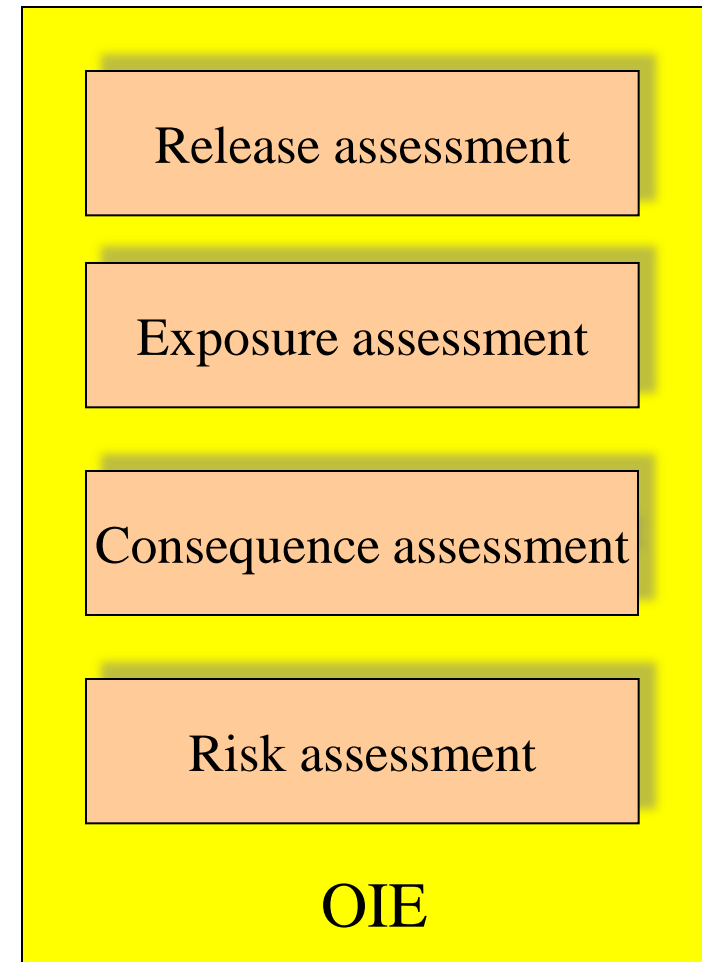 Release assessment
Exposure assessment
Consequence assessment
Risk assessment
OIE